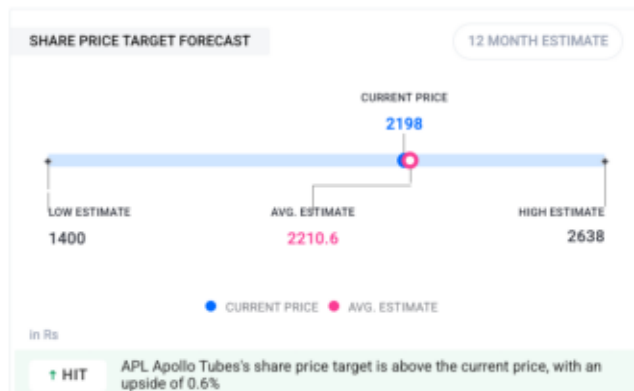 SHARE PRICE TARGET FORECAST
12 MONTH ESTIMATE
CURRENT PRICE
2198
LOW ESTIMATE
AVG. ESTIMATE
HIGH ESTIMATE
1400
2210.6
2638
CURRENT PRICE
AVG. ESTIMATE
in Rs
↑ HIT
APL Apollo Tubes's share price target is above the current price, with an
upside of 0.6%